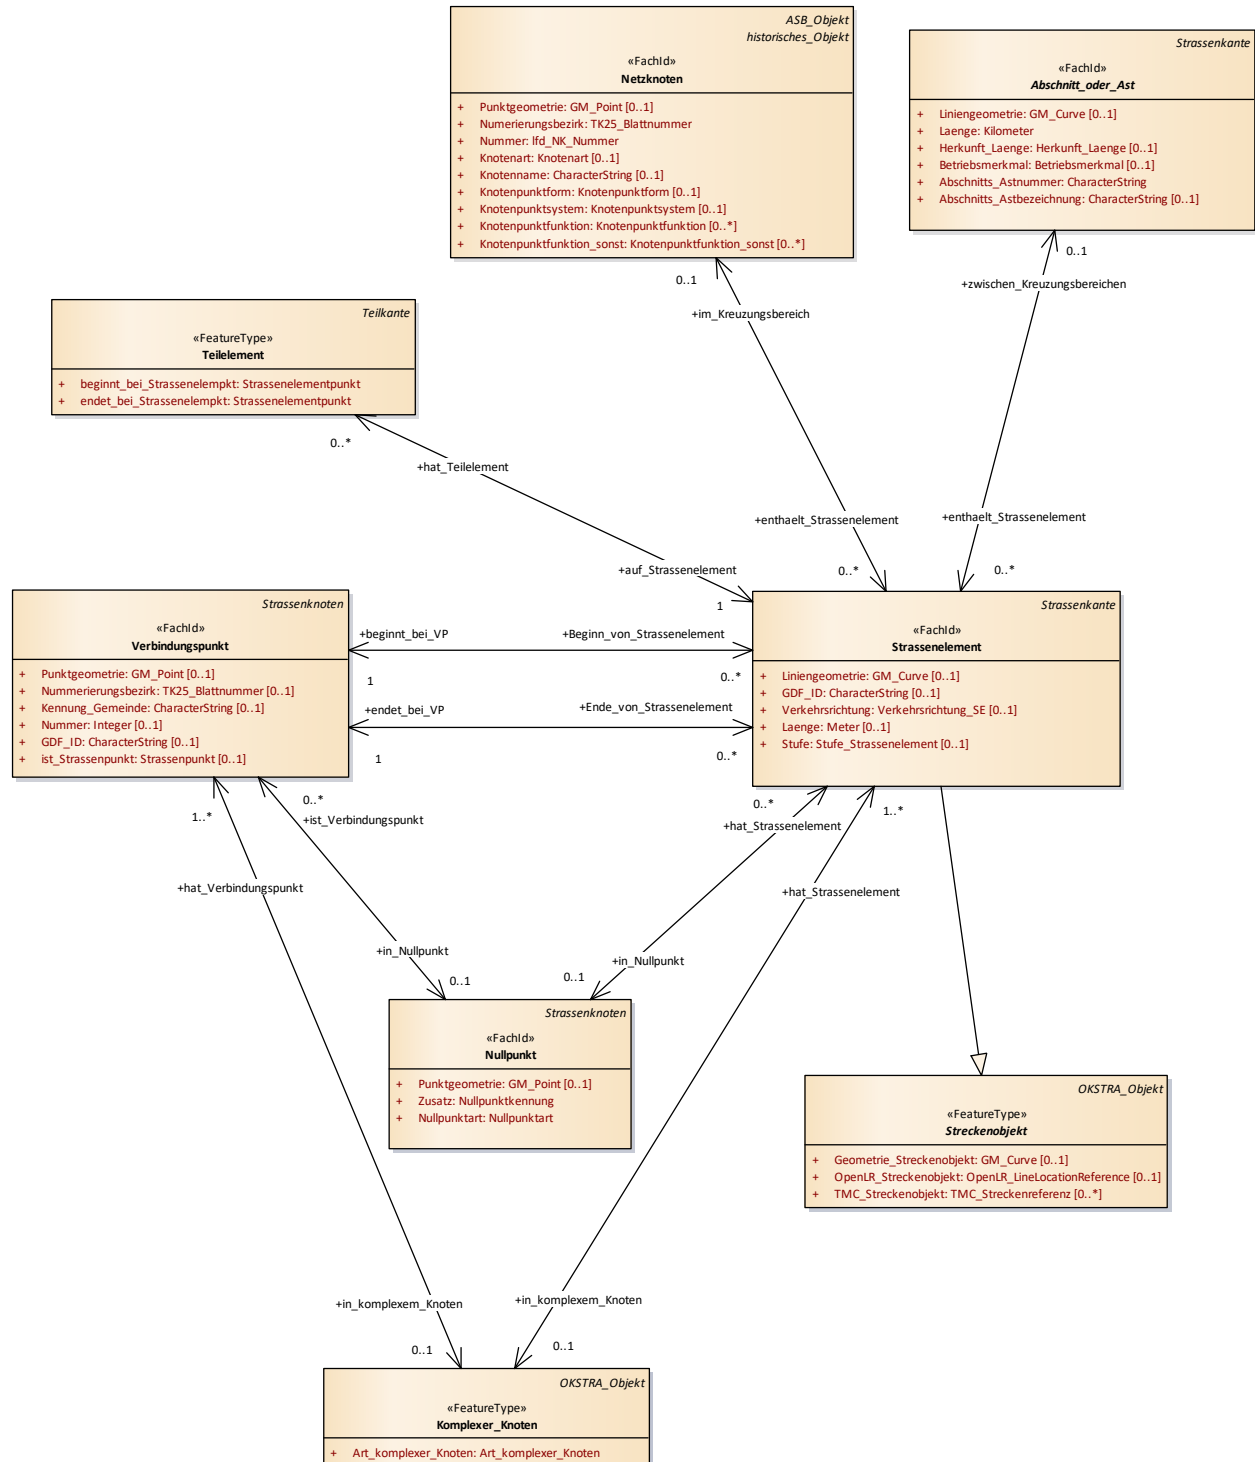 ASB_Objekt
historisches_Objekt
«FachId»
Netzknoten
+ Punktgeometrie: GM_Point [0..1]
+ Numerierungsbezirk: TK25_Blattnummer
+ Nummer: lfd_NK_Nummer
+ Knotenart: Knotenart [0..1]
+ Knotenname: CharacterString [0..1]
+ Knotenpunktform: Knotenpunktform [0..1]
+ Knotenpunktsystem: Knotenpunktsystem [0..1]
+ Knotenpunktfunktion: Knotenpunktfunktion [0..*]
+ Knotenpunktfunktion_sonst: Knotenpunktfunktion_sonst [0..*]
Strassenkante
«FachId»
Abschnitt_oder_Ast
+ Liniengeometrie: GM_Curve [0..1]
+ Laenge: Kilometer
+ Herkunft_Laenge: Herkunft_Laenge [0..1]
+ Betriebsmerkmal: Betriebsmerkmal [0..1]
+ Abschnitts_Astnummer: CharacterString
+ Abschnitts_Astbezeichnung: CharacterString [0..1]
0..1
+im_Kreuzungsbereich
0..1
+zwischen_Kreuzungsbereichen
Teilkante
«FeatureType»
Teilelement
+ beginnt_bei_Strassenelempkt: Strassenelementpunkt
+ endet_bei_Strassenelempkt: Strassenelementpunkt
0..*
+hat_Teilelement
+enthaelt_Strassenelement
0..*
+enthaelt_Strassenelement
0..*
+auf_Strassenelement
1
Strassenknoten
«FachId»
Verbindungspunkt
+ Punktgeometrie: GM_Point [0..1]
+ Nummerierungsbezirk: TK25_Blattnummer [0..1]
+ Kennung_Gemeinde: CharacterString [0..1]
+ Nummer: Integer [0..1]
+ GDF_ID: CharacterString [0..1]
+ ist_Strassenpunkt: Strassenpunkt [0..1]
+beginnt_bei_VP
1
+Beginn_von_Strassenelement
0..*
+endet_bei_VP
1
+Ende_von_Strassenelement
0..*
Strassenkante
«FachId»
Strassenelement
+ Liniengeometrie: GM_Curve [0..1]
+ GDF_ID: CharacterString [0..1]
+ Verkehrsrichtung: Verkehrsrichtung_SE [0..1]
+ Laenge: Meter [0..1]
+ Stufe: Stufe_Strassenelement [0..1]
1..*
+hat_Verbindungspunkt
0..*
+ist_Verbindungspunkt
0..*
+hat_Strassenelement
1..*
+hat_Strassenelement
+in_Nullpunkt
0..1
+in_Nullpunkt
0..1
Strassenknoten
«FachId»
Nullpunkt
+ Punktgeometrie: GM_Point [0..1]
+ Zusatz: Nullpunktkennung
+ Nullpunktart: Nullpunktart
OKSTRA_Objekt
«FeatureType»
Streckenobjekt
+ Geometrie_Streckenobjekt: GM_Curve [0..1]
+ OpenLR_Streckenobjekt: OpenLR_LineLocationReference [0..1]
+ TMC_Streckenobjekt: TMC_Streckenreferenz [0..*]
+in_komplexem_Knoten
0..1
+in_komplexem_Knoten
0..1
OKSTRA_Objekt
«FeatureType»
Komplexer_Knoten
+ Art_komplexer_Knoten: Art_komplexer_Knoten